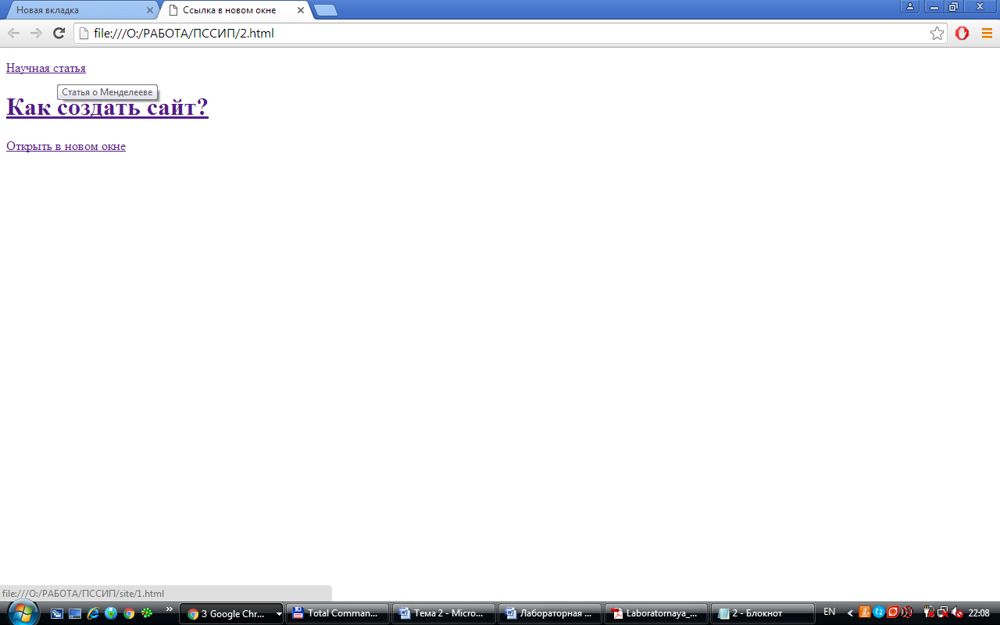 Новая вкладка
Ссылка в новом окне
file:///O:/РАБОТА/ПССИП/2.html
Научная статья
Статья о Менделееве
Как создать сайт?
Открыть в новом окне
file:///O:/РАБОТА/ПССИП/site/1.html
3 Google Chr...
Total Comman...
Тема 2 - Micro...
Лабораторная ...
Laboratornaya_...
2 - Блокнот
EN
22:08